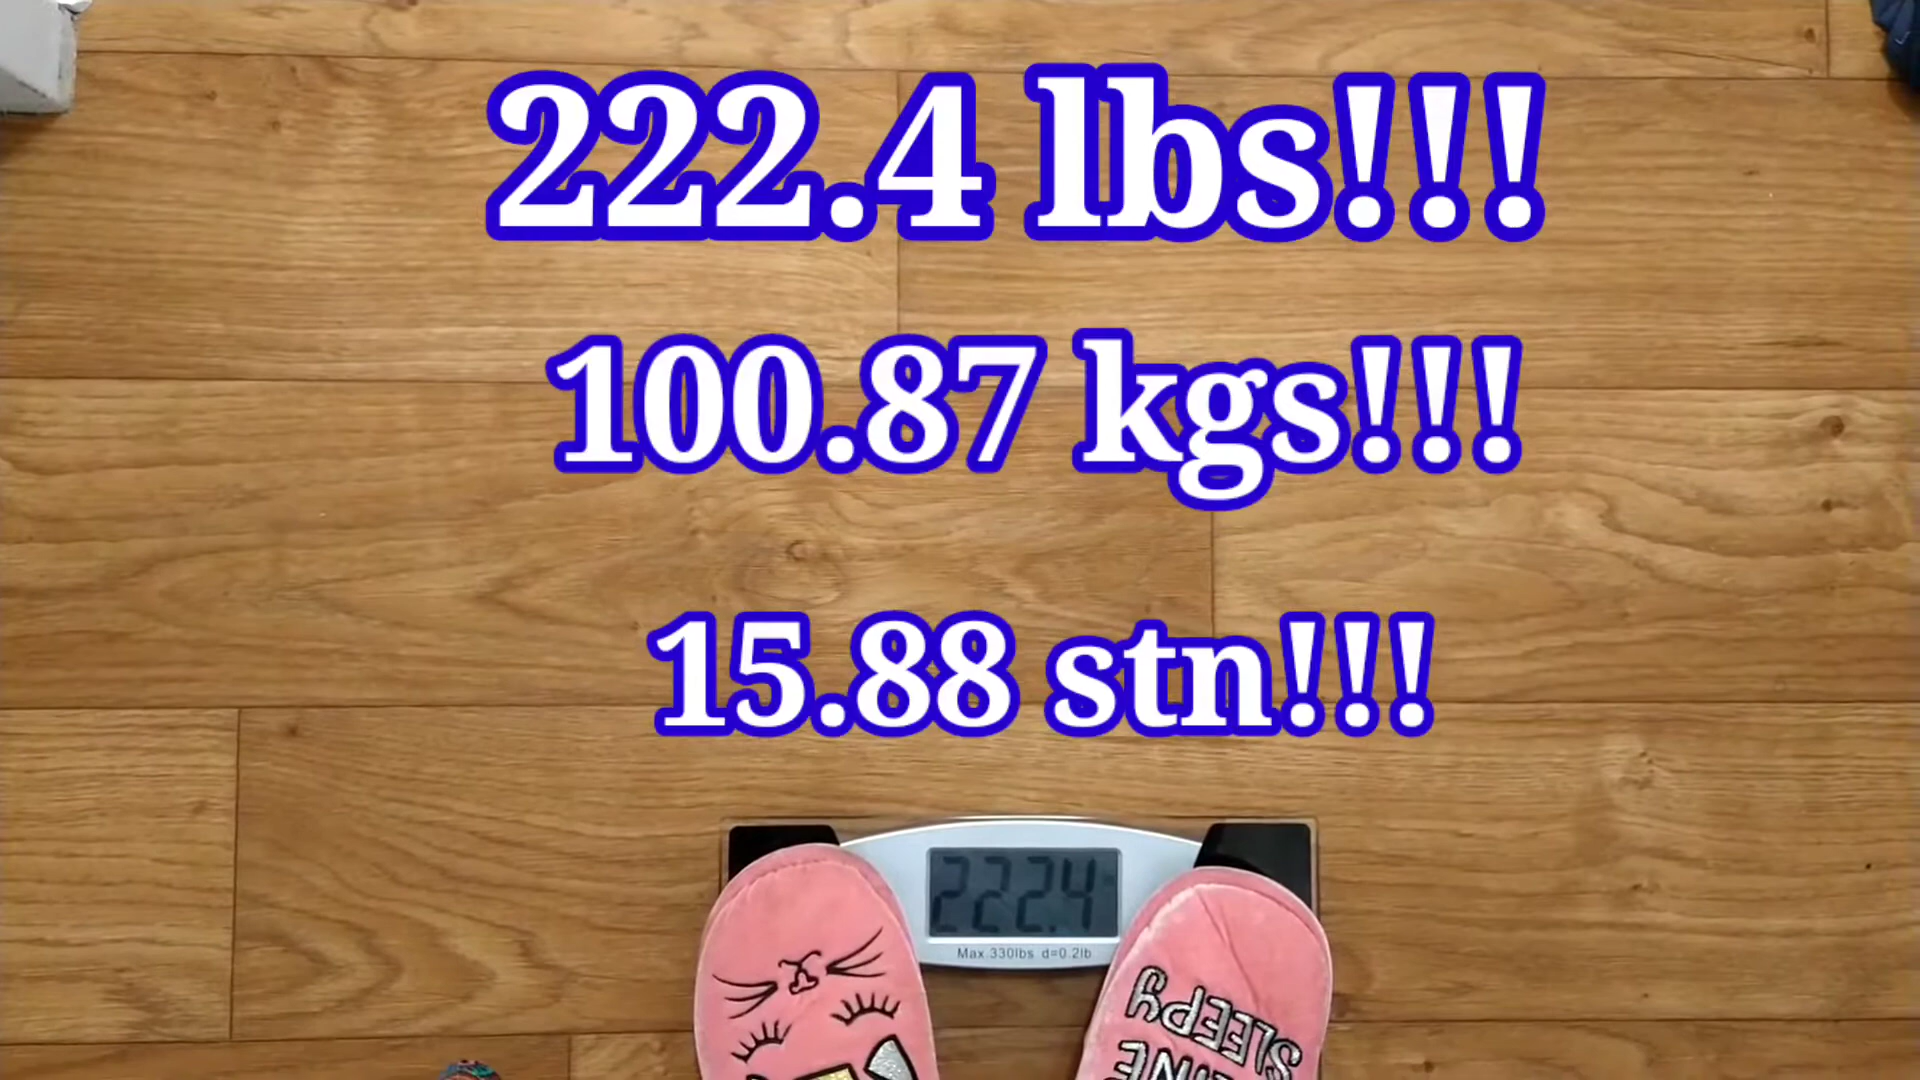 222.4 lbs!!!
100.87 kgs!!!
15.88 stn!!!
222.4
Max 330lbs d=0.2lb
SLEEPY